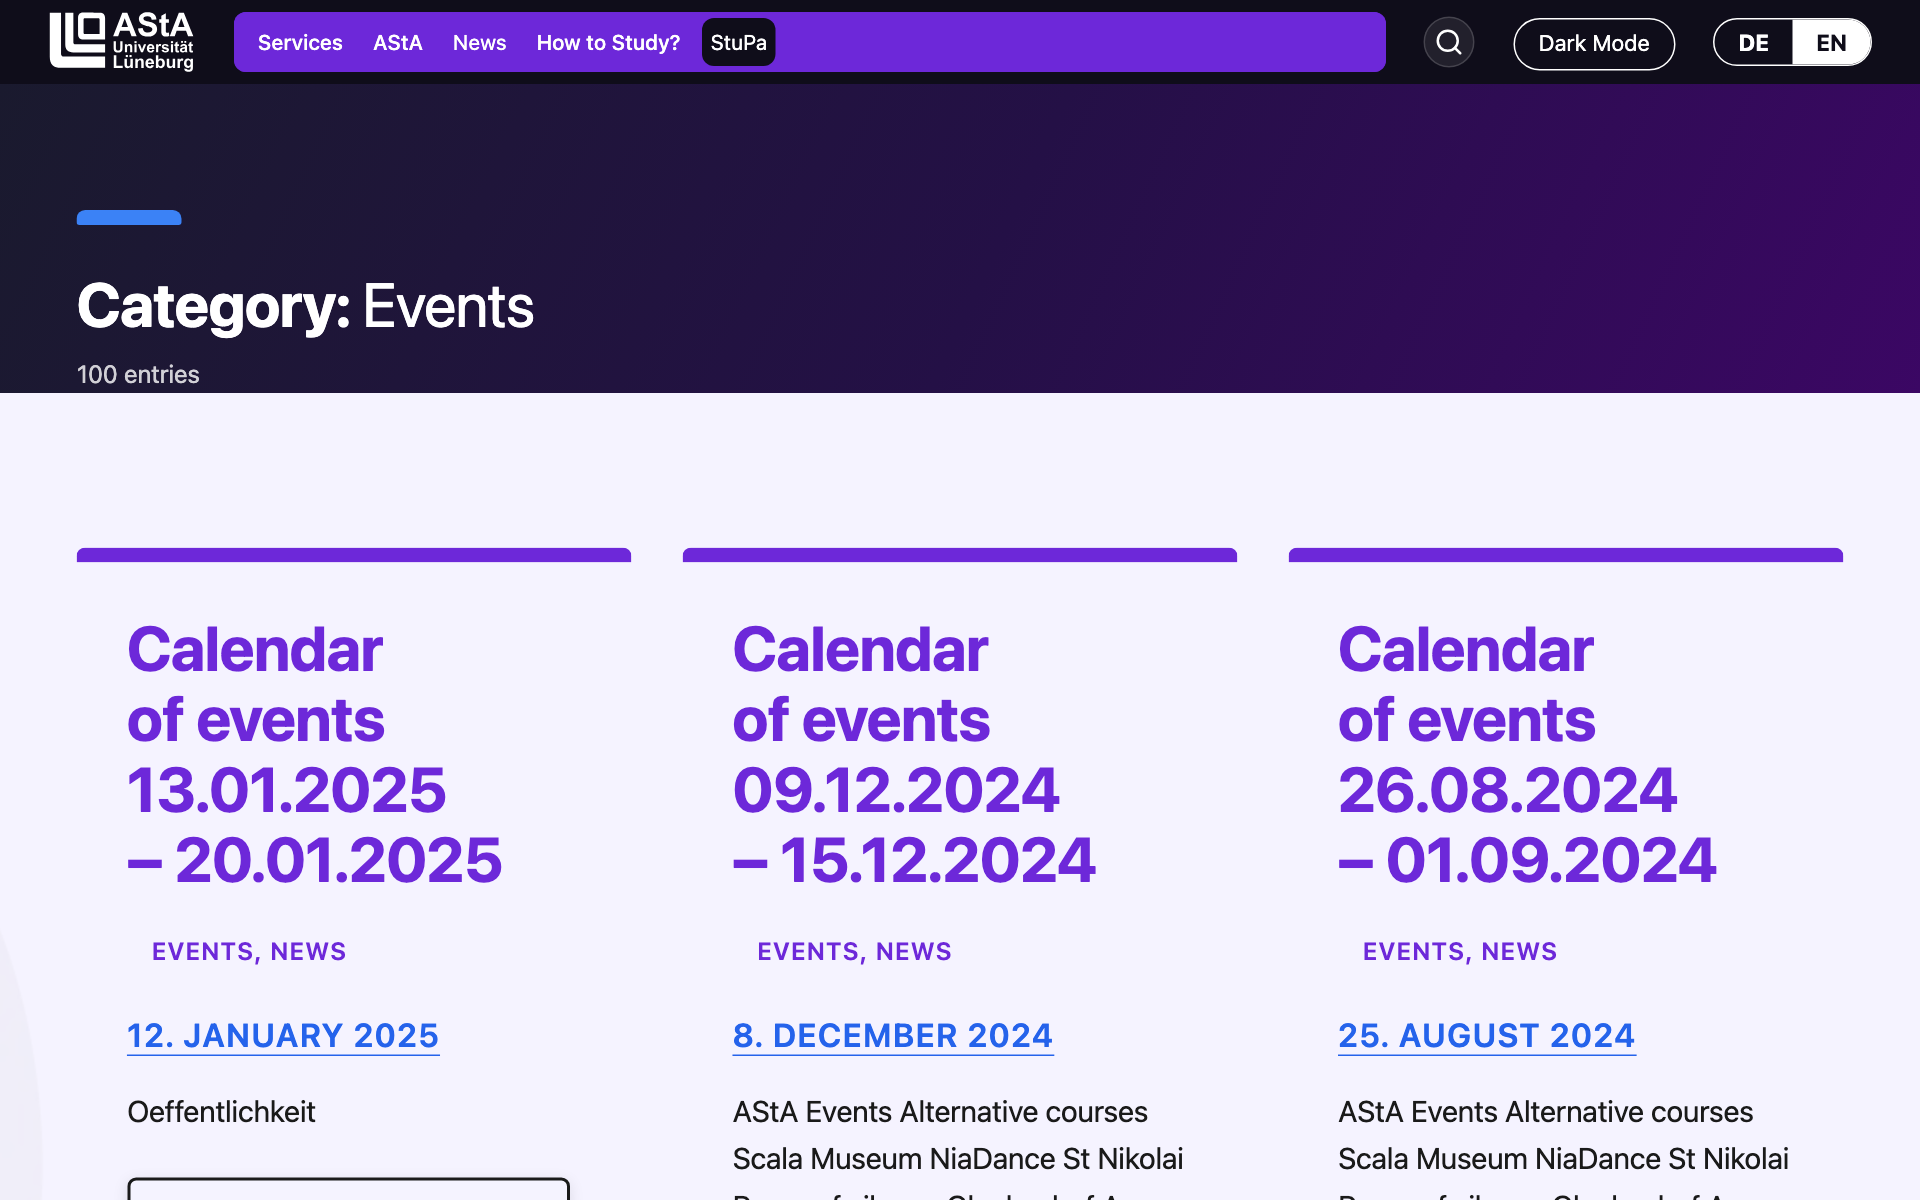 AStA
Universität
Lüneburg
Services AStA News How to Study? StuPa
Dark Mode
DE EN
Category: Events
100 entries
Calendar
of events
13.01.2025
– 20.01.2025
EVENTS, NEWS
12. JANUARY 2025
Oeffentlichkeit
Calendar
of events
09.12.2024
– 15.12.2024
EVENTS, NEWS
8. DECEMBER 2024
AStA Events Alternative courses
Scala Museum NiaDance St Nikolai
Calendar
of events
26.08.2024
– 01.09.2024
EVENTS, NEWS
25. AUGUST 2024
AStA Events Alternative courses
Scala Museum NiaDance St Nikolai